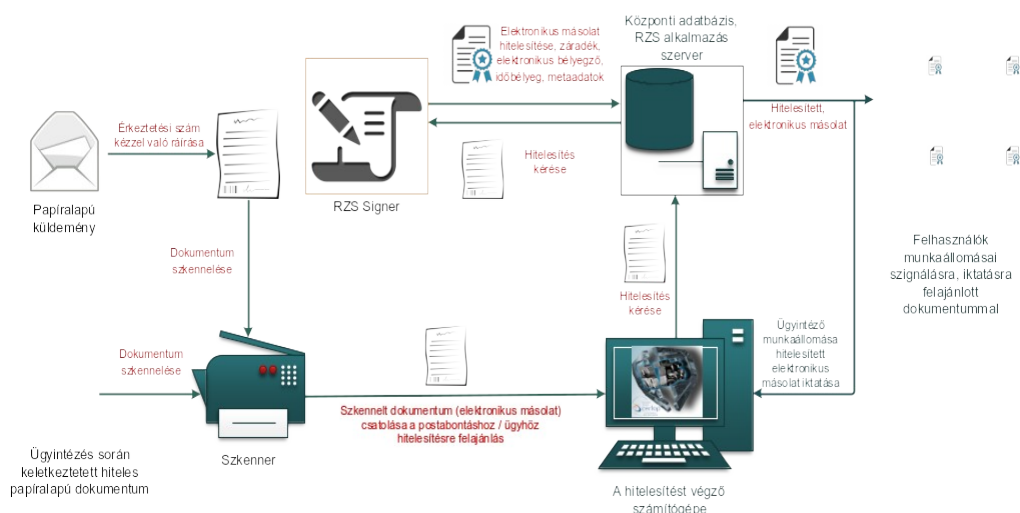 Elektronikus másolat
hitelesítése, záradék,
elektronikus bélyegző,
időbélyeg, metaadatok
Központi adatbázis,
RZS alkalmazás
szerver
Hitelesített,
elektronikus másolat
Érkeztetési szám
kézzel való ráírása
Hitelesítés
kérése
Papíralapú
küldemény
RZS Signer
Dokumentum
szkennelése
Hitelesítés
kérése
Felhasználók
munkaállomásai
szignálásra, iktatásra
felajánlott
dokumentummal
Dokumentum
szkennelése
Ügyintéző
munkaállomása
hitelesített
elektronikus
másolat iktatása
Szkennelt dokumentum (elektronikus másolat)
csatolása a postabontáshoz / ügyhöz
hitelesítésre felajánlás
Ügyintézés során
keletkeztetett hiteles
papíralapú dokumentum
Szkenner
A hitelesítést végző
számítógépe